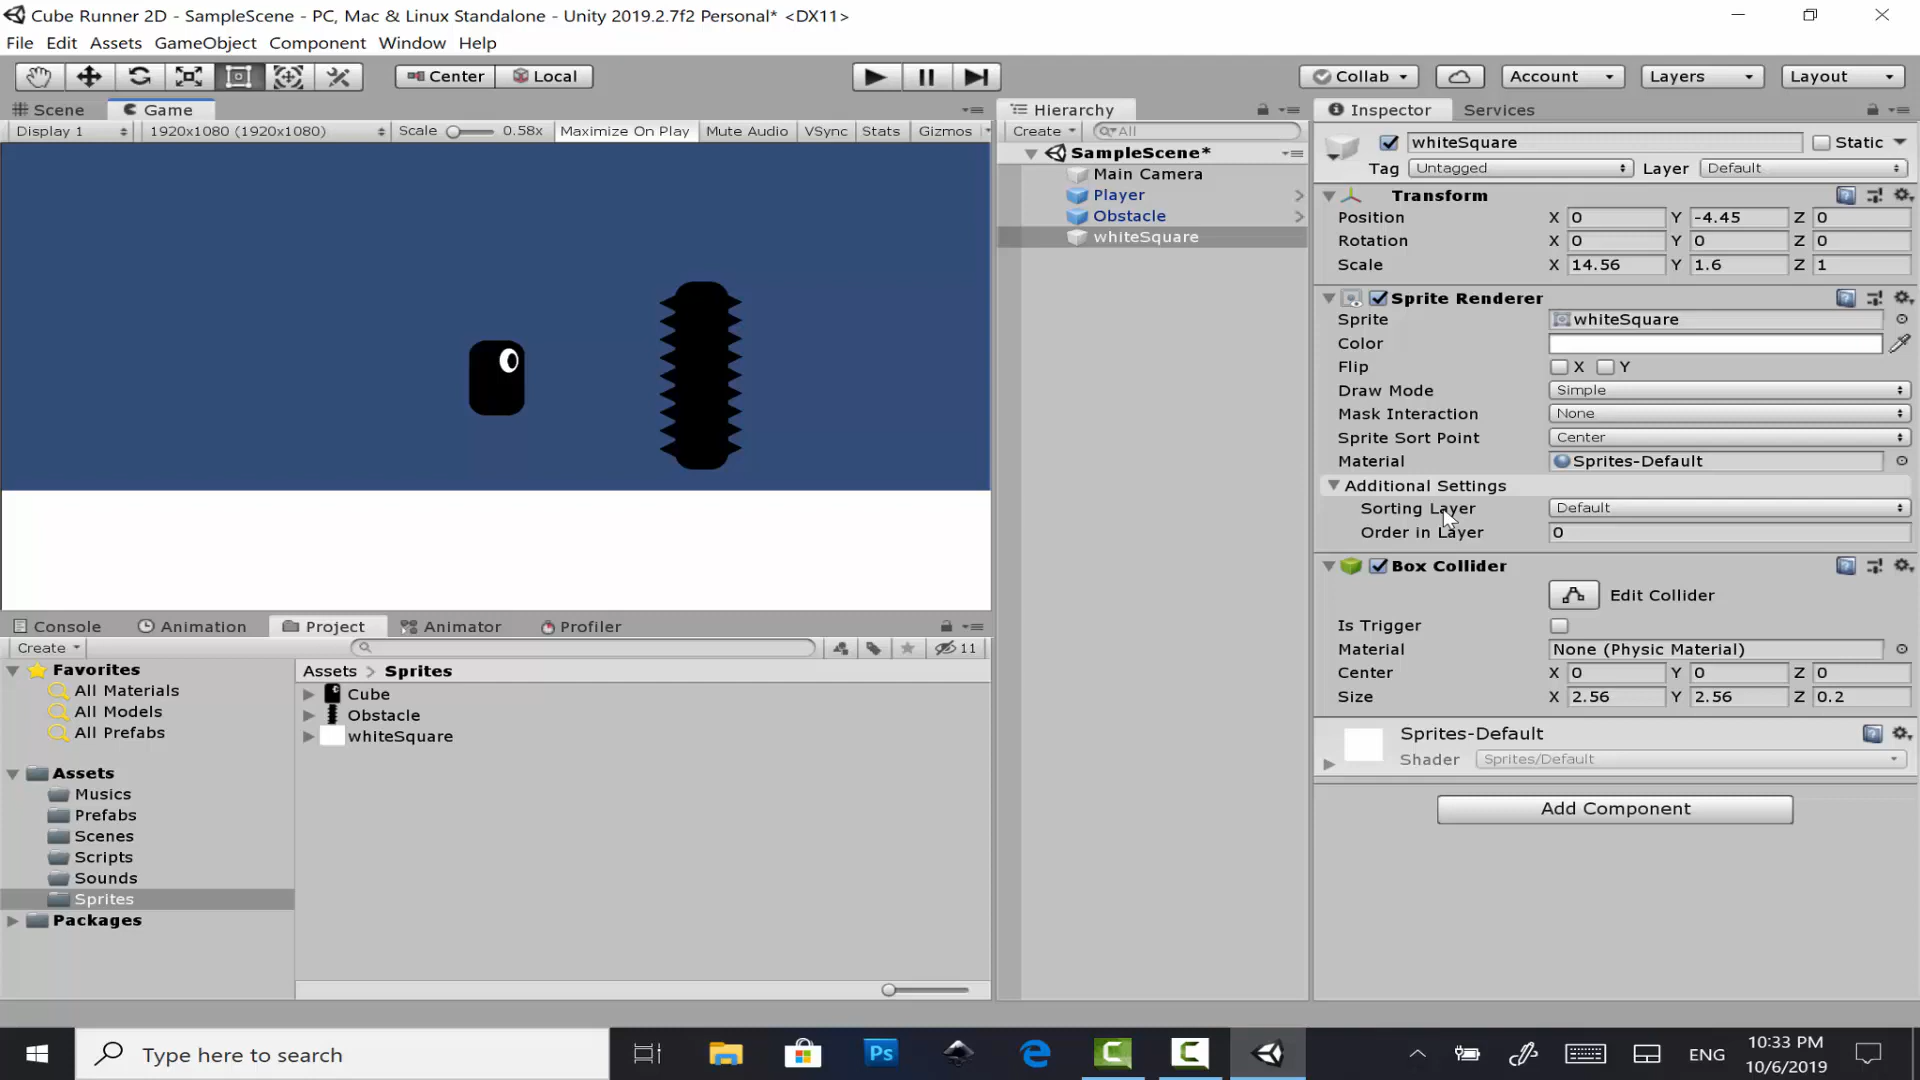 Cube Runner 2D - SampleScene - PC, Mac & Linux Standalone - Unity 2019.2.7f2 Personal* <DX11>
File Edit Assets GameObject Component Window Help
Center Local Collab Account Layers Layout
Scene Game
Display 1 1920x1080 (1920x1080) Scale 0.58x Maximize On Play Mute Audio VSync Stats Gizmos
Hierarchy
Create All
SampleScene*
Main Camera
Player
Obstacle
whiteSquare
Inspector Services
whiteSquare Static
Tag Untagged Layer Default
Transform
Position X 0 Y -4.45 Z 0
Rotation X 0 Y 0 Z 0
Scale X 14.56 Y 1.6 Z 1
Sprite Renderer
Sprite whiteSquare
Color
Flip X Y
Draw Mode Simple
Mask Interaction None
Sprite Sort Point Center
Material Sprites-Default
Additional Settings
Sorting Layer Default
Order in Layer 0
Box Collider
Edit Collider
Is Trigger
Material None (Physic Material)
Center X 0 Y 0 Z 0
Size X 2.56 Y 2.56 Z 0.2
Sprites-Default
Shader Sprites/Default
Add Component
Console Animation Project Animator Profiler
Create 11
Favorites
All Materials
All Models
All Prefabs
Assets
Musics
Prefabs
Scenes
Scripts
Sounds
Sprites
Packages
Assets > Sprites
Cube
Obstacle
whiteSquare
Type here to search
Ps
ENG
10:33 PM
10/6/2019